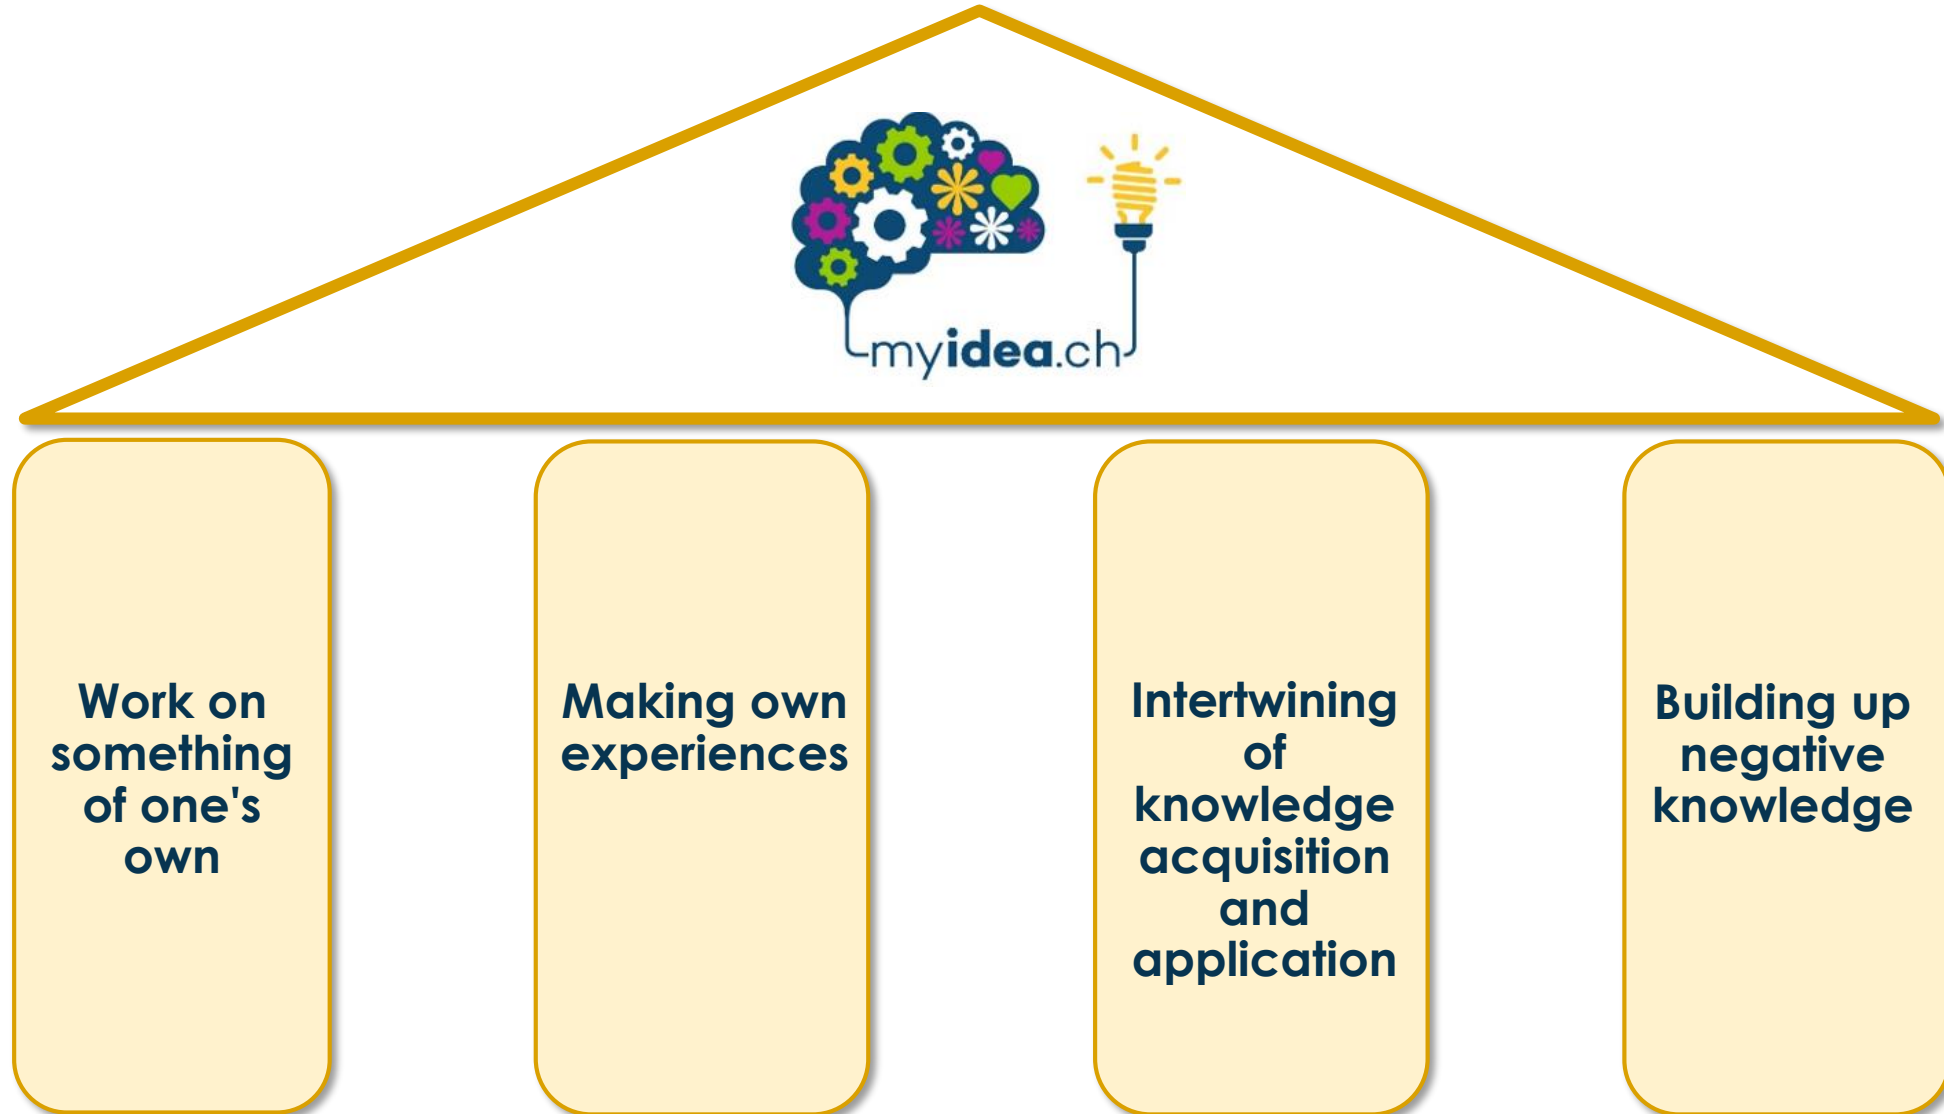 myidea.ch
Work on
something
of one's
own
Making own
experiences
Intertwining
of
knowledge
acquisition
and
application
Building up
negative
knowledge